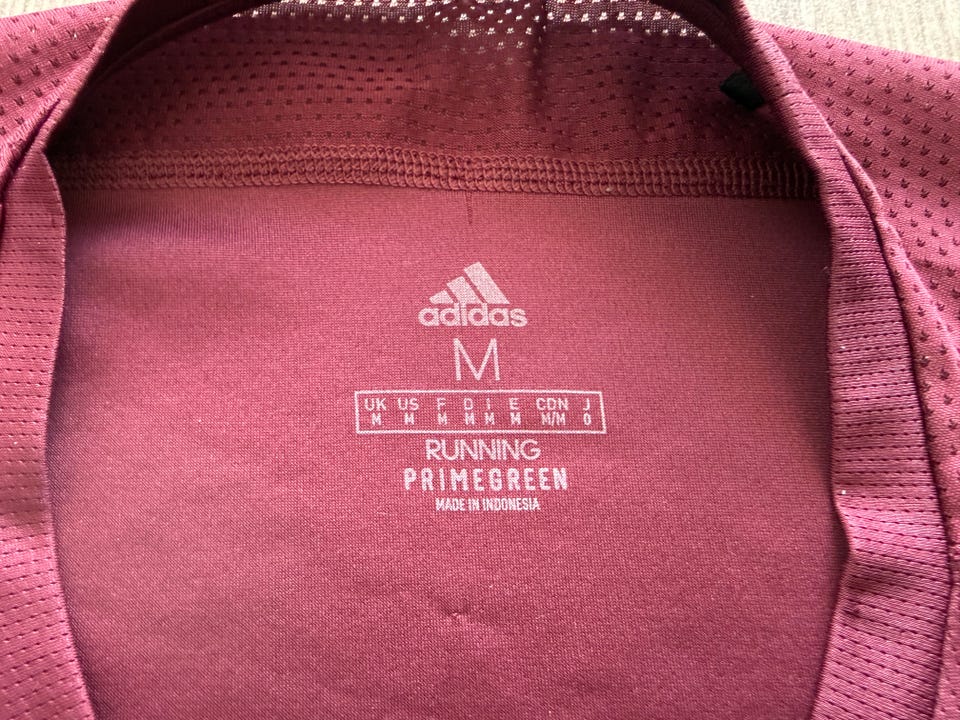 adidas
M
UK US F D I E CDN J
M M M M M M M/M O
RUNNING
PRIMEGREEN
MADE IN INDONESIA